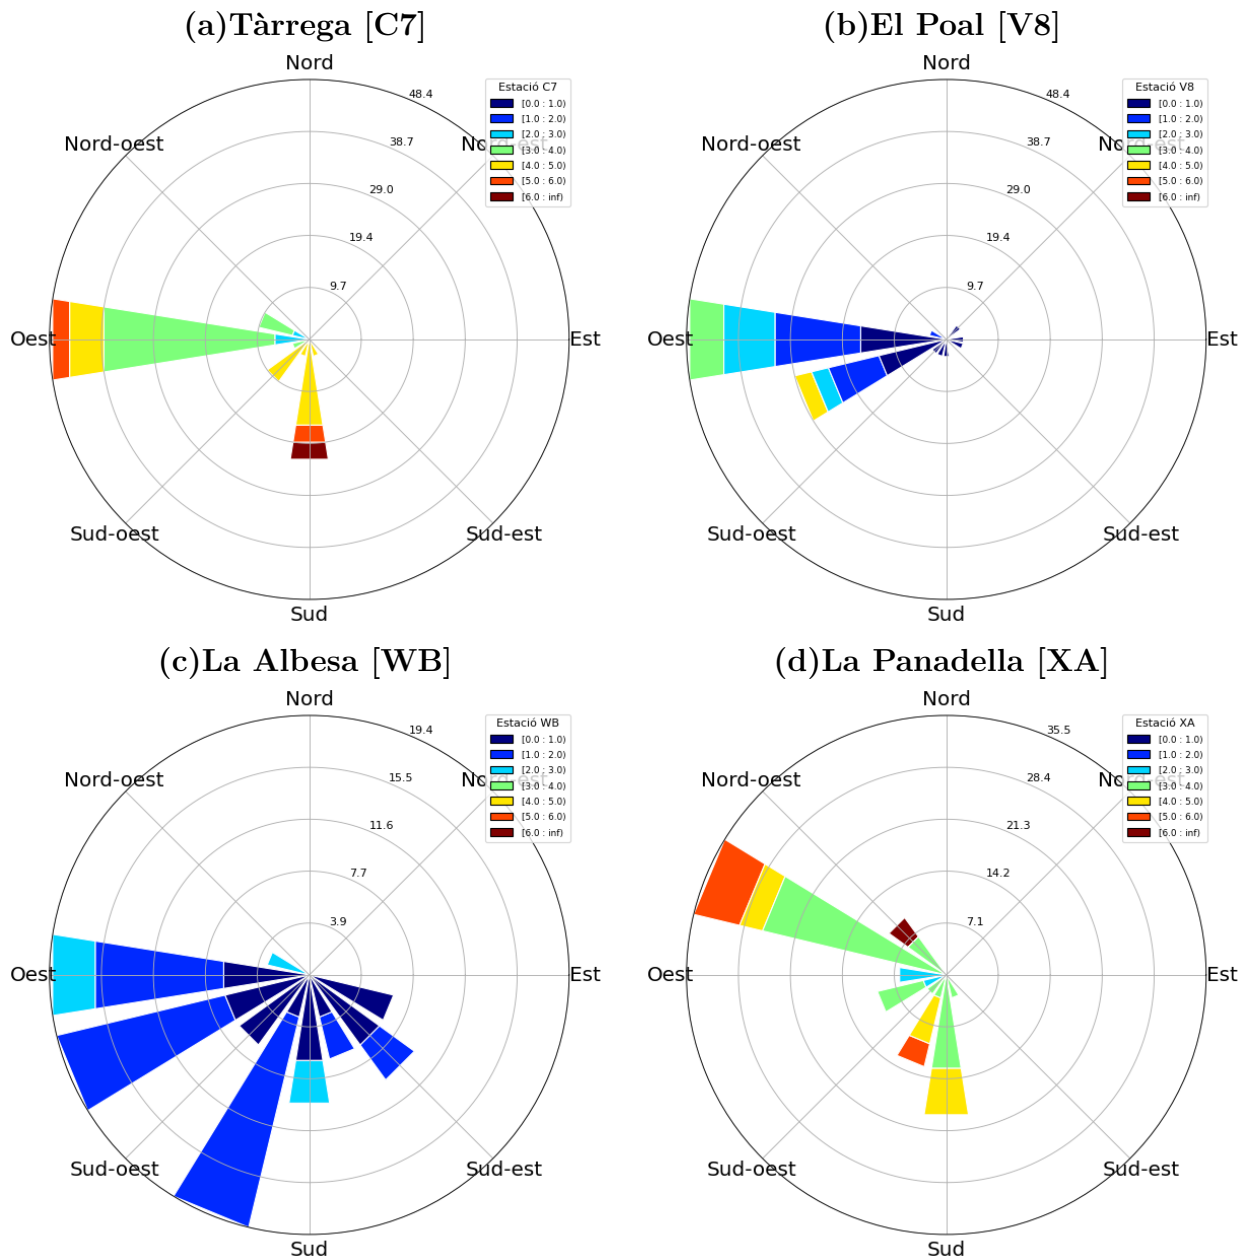 (a)Tàrrega [C7]
Nord
48.4
38.7
29.0
19.4
9.7
Nord-oest
Nord-est
Oest
Est
Sud-oest
Sud-est
Sud
Estació C7
[0.0 : 1.0)
[1.0 : 2.0)
[2.0 : 3.0)
[3.0 : 4.0)
[4.0 : 5.0)
[5.0 : 6.0)
[6.0 : inf)
(b)El Poal [V8]
Nord
48.4
38.7
29.0
19.4
9.7
Nord-oest
Nord-est
Oest
Est
Sud-oest
Sud-est
Sud
Estació V8
[0.0 : 1.0)
[1.0 : 2.0)
[2.0 : 3.0)
[3.0 : 4.0)
[4.0 : 5.0)
[5.0 : 6.0)
[6.0 : inf)
(c)La Albesa [WB]
Nord
19.4
15.5
11.6
7.7
3.9
Nord-oest
Nord-est
Oest
Est
Sud-oest
Sud-est
Sud
Estació WB
[0.0 : 1.0)
[1.0 : 2.0)
[2.0 : 3.0)
[3.0 : 4.0)
[4.0 : 5.0)
[5.0 : 6.0)
[6.0 : inf)
(d)La Panadella [XA]
Nord
35.5
28.4
21.3
14.2
7.1
Nord-oest
Nord-est
Oest
Est
Sud-oest
Sud-est
Sud
Estació XA
[0.0 : 1.0)
[1.0 : 2.0)
[2.0 : 3.0)
[3.0 : 4.0)
[4.0 : 5.0)
[5.0 : 6.0)
[6.0 : inf)